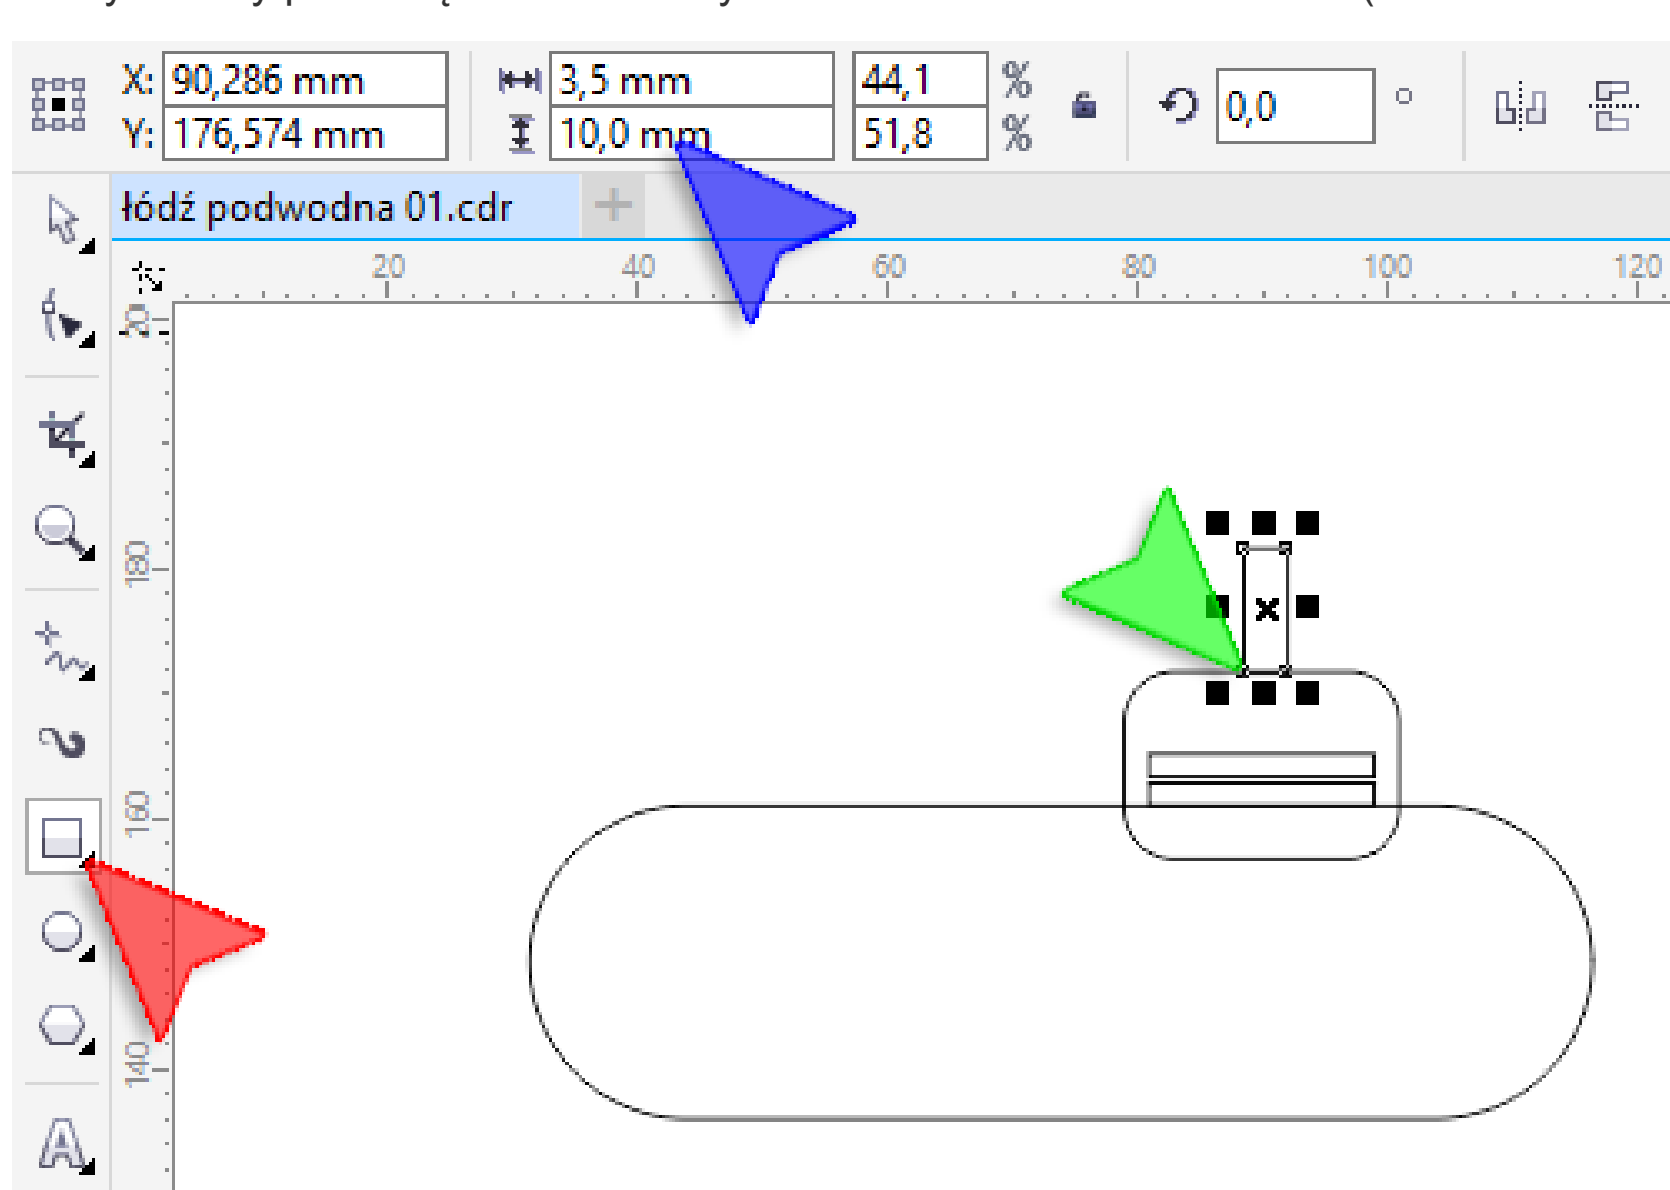 X: 90,286 mm 3,5 mm 44,1 %
Y: 176,574 mm 10,0 mm 51,8 %
0,0 °
łódź podwodna 01.cdr +
20 40 60 80 100 120
180
160
140
A